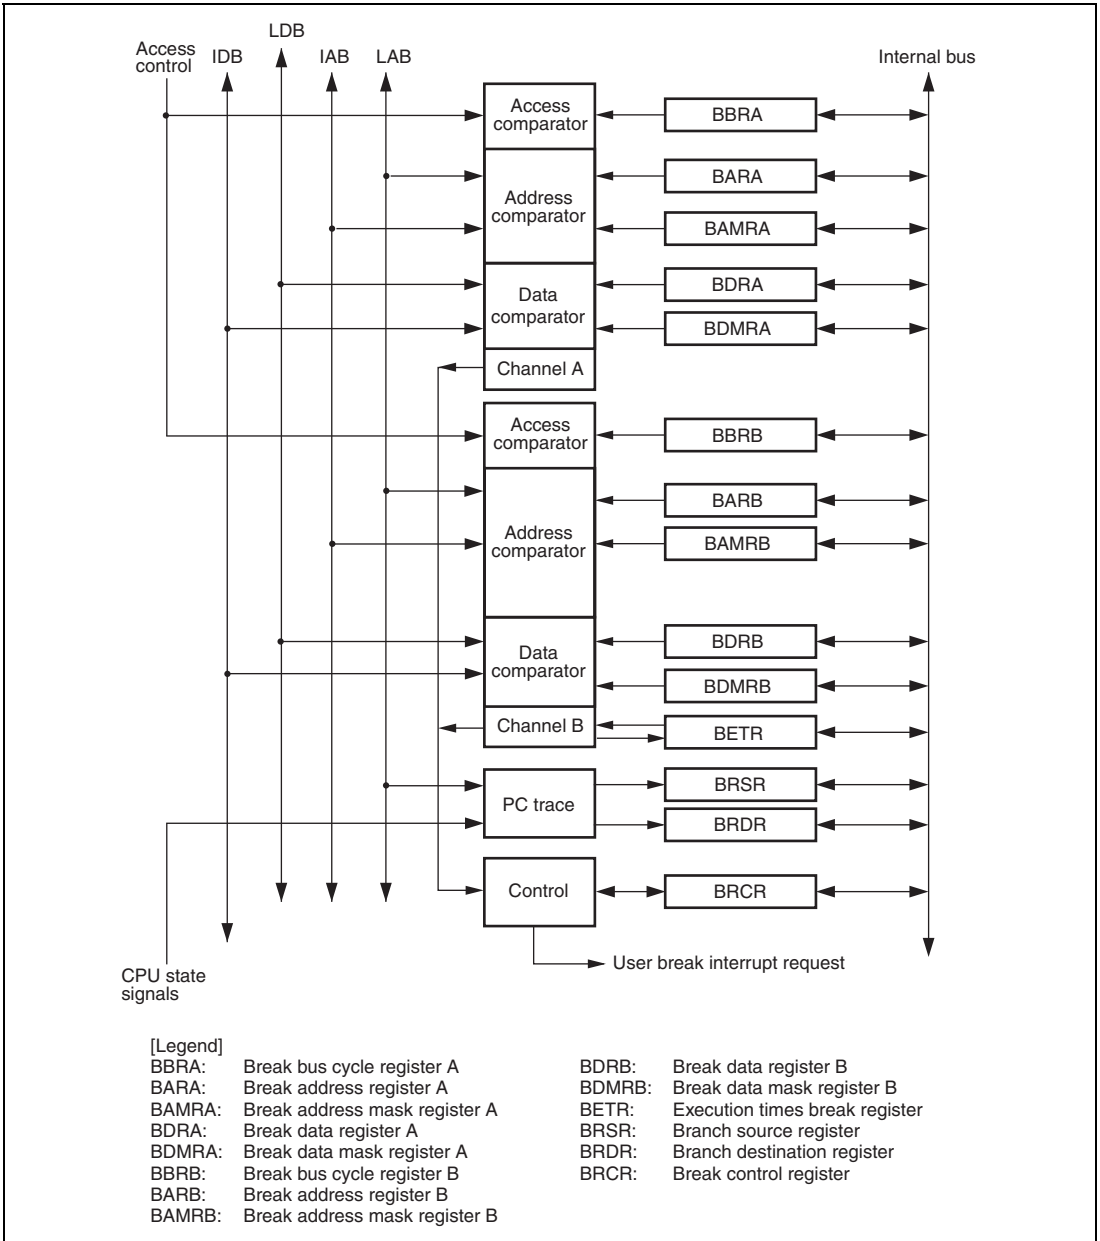 LDB
Access
control
IDB
IAB
LAB
Internal bus
Access
comparator
BBRA
Address
comparator
BARA
BAMRA
Data
comparator
BDRA
BDMRA
Channel A
Access
comparator
BBRB
Address
comparator
BARB
BAMRB
Data
comparator
BDRB
BDMRB
Channel B
BETR
PC trace
BRSR
BRDR
Control
BRCR
User break interrupt request
CPU state
signals
[Legend]
BBRA: Break bus cycle register A
BARA: Break address register A
BAMRA: Break address mask register A
BDRA: Break data register A
BDMRA: Break data mask register A
BBRB: Break bus cycle register B
BARB: Break address register B
BAMRB: Break address mask register B
BDRB: Break data register B
BDMRB: Break data mask register B
BETR: Execution times break register
BRSR: Branch source register
BRDR: Branch destination register
BRCR: Break control register